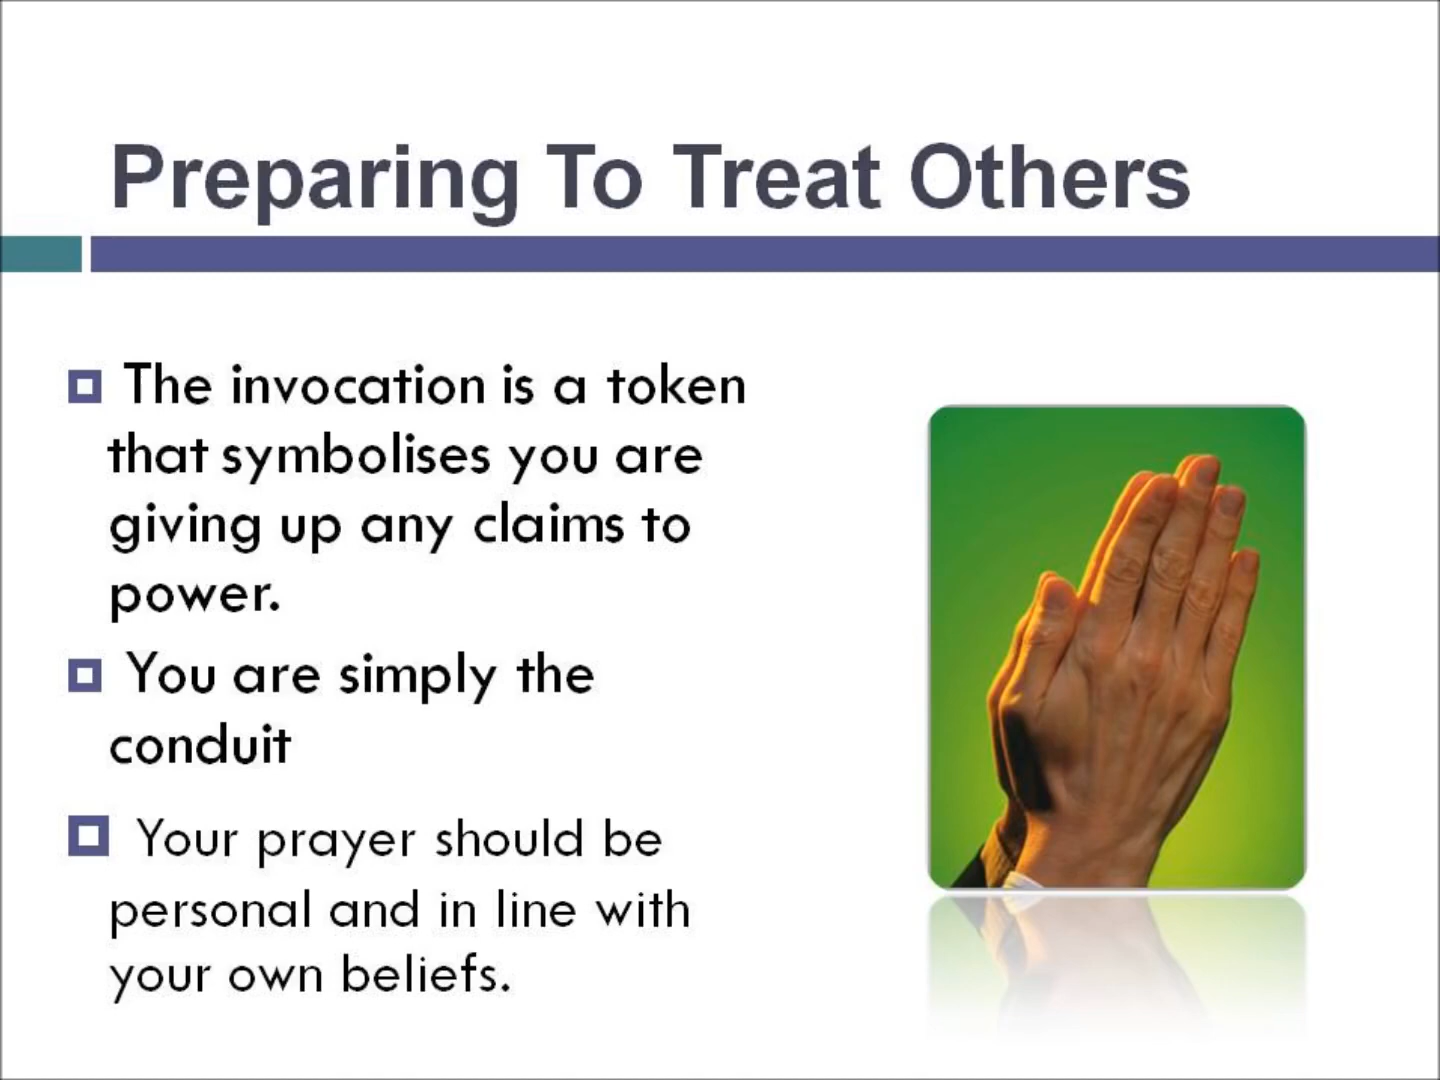 Preparing To Treat Others
The invocation is a token
that symbolises you are
giving up any claims to
power.
You are simply the
conduit
Your prayer should be
personal and in line with
your own beliefs.